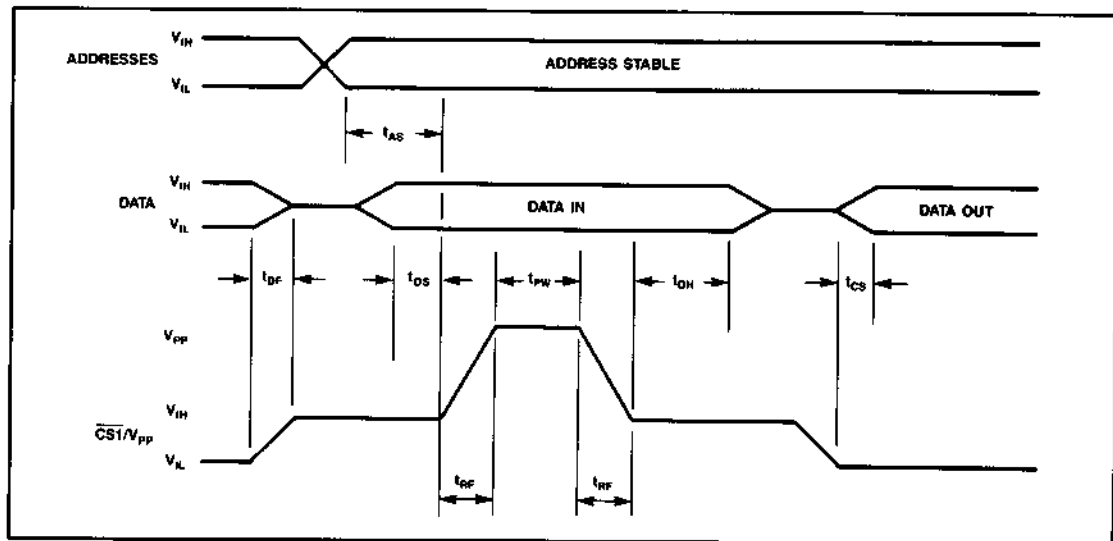 V_IH
ADDRESSES
ADDRESS STABLE
V_IL
t_AS
V_IH
DATA
DATA IN
DATA OUT
V_IL
t_DF
t_DS
t_PW
t_DH
t_CS
V_PP
V_IH
CS1/V_PP
V_IL
t_RF
t_RF